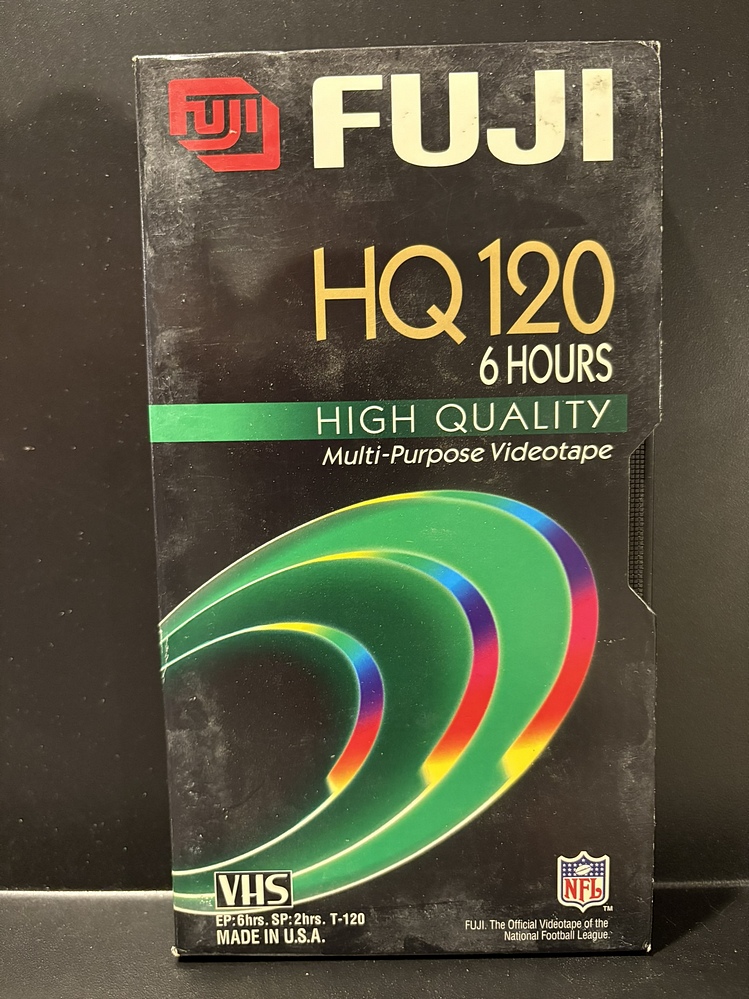 FUJI
FUJI
HQ 120
6 HOURS
HIGH QUALITY
Multi-Purpose Videotape
VHS
EP:6hrs. SP:2hrs. T-120
MADE IN U.S.A.
NFL
TM
FUJI. The Official Videotape of the
National Football League.